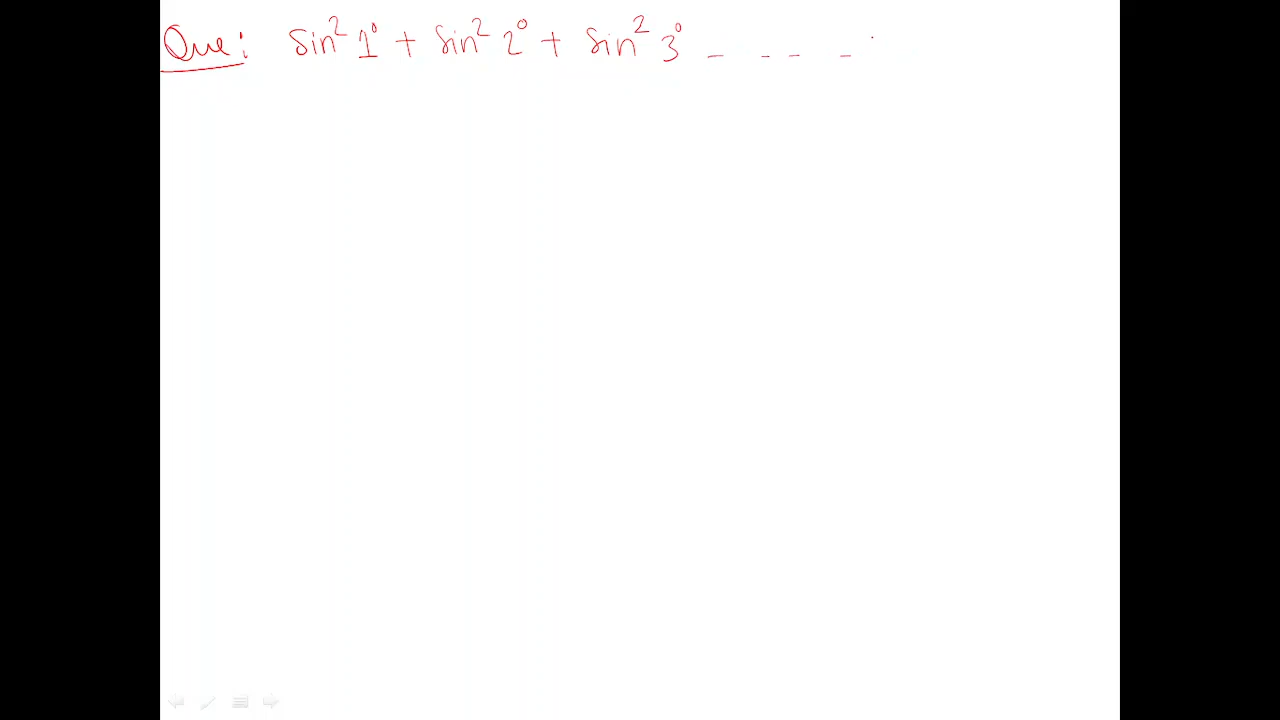 Que: sin² 1° + sin² 2° + sin² 3° _ _ _ _